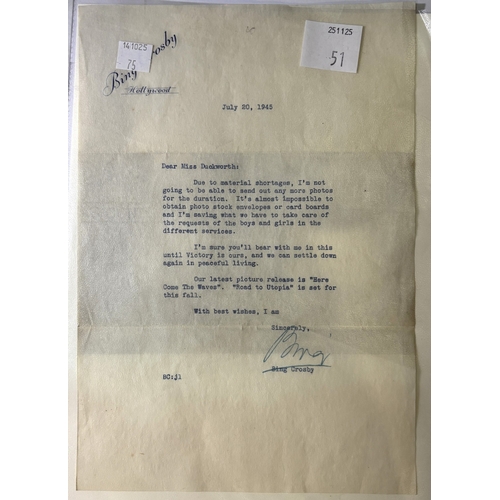 Bing Crosby
Hollywood
141025
75
251125
51
July 20, 1945
Dear Miss Duckworth:
Due to material shortages, I'm not
going to be able to send out any more photos
for the duration. It's almost impossible to
obtain photo stock envelopes or card boards
and I'm saving what we have to take care of
the requests of the boys and girls in the
different services.
I'm sure you'll bear with me in this
until Victory is ours, and we can settle down
again in peaceful living.
Our latest picture release is "Here
Come The Waves". "Road to Utopia" is set for
this fall.
With best wishes, I am
Sincerely,
Bing
Bing Crosby
BC:jl